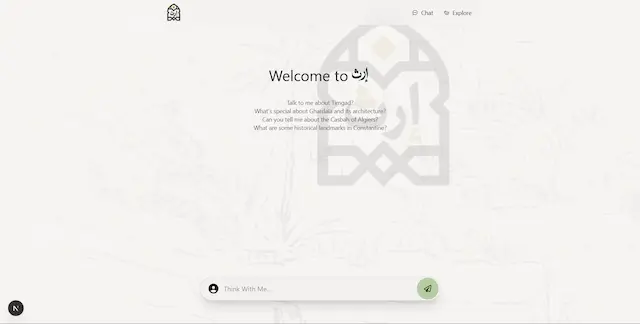 Chat
Explore
Welcome to إرث
Talk to me about Timgad?
What's special about Ghardaia and its architecture?
Can you tell me about the Casbah of Algiers?
What are some historical landmarks in Constantine?
Think With Me...
N